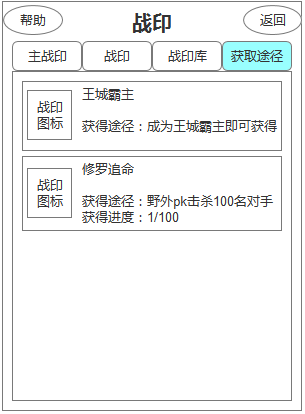 帮助
战印
返回
主战印
战印
战印库
获取途径
战印
图标
王城霸主
获得途径：成为王城霸主即可获得
战印
图标
修罗追命
获得途径：野外pk击杀100名对手
获得进度：1/100